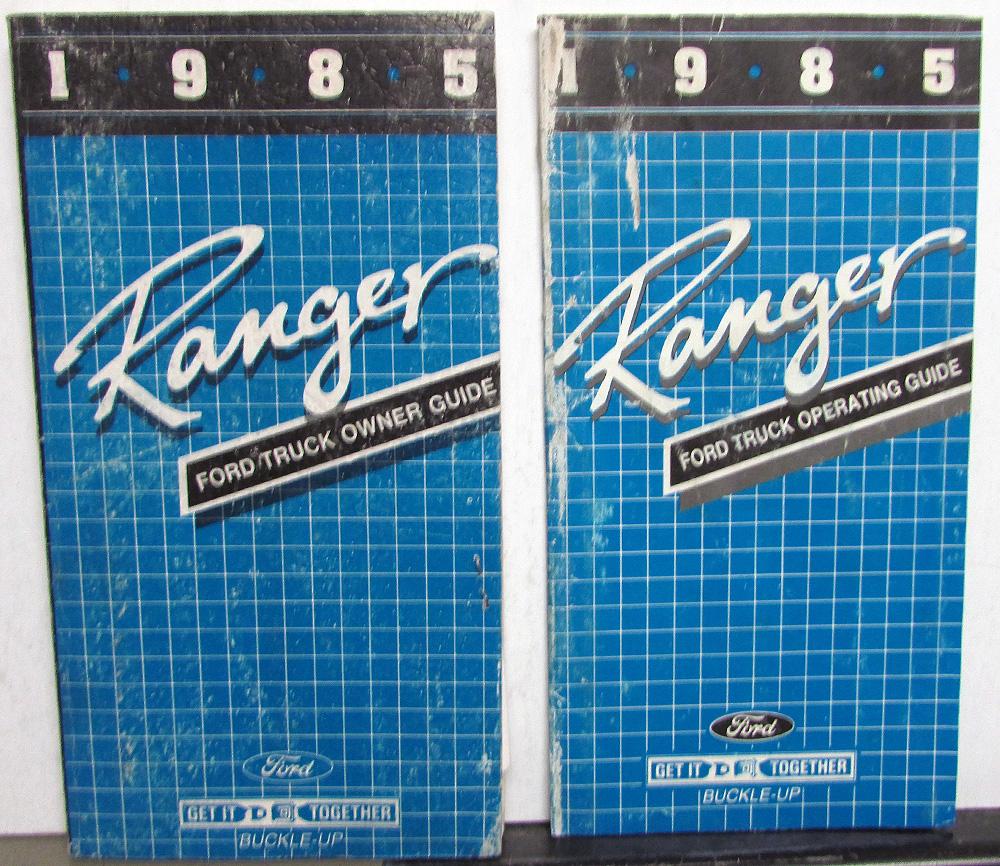 1 · 9 · 8 · 5
Ranger
FORD TRUCK OWNER GUIDE
Ford
GET IT TOGETHER
BUCKLE-UP
1 · 9 · 8 · 5
Ranger
FORD TRUCK OPERATING GUIDE
Ford
GET IT TOGETHER
BUCKLE-UP